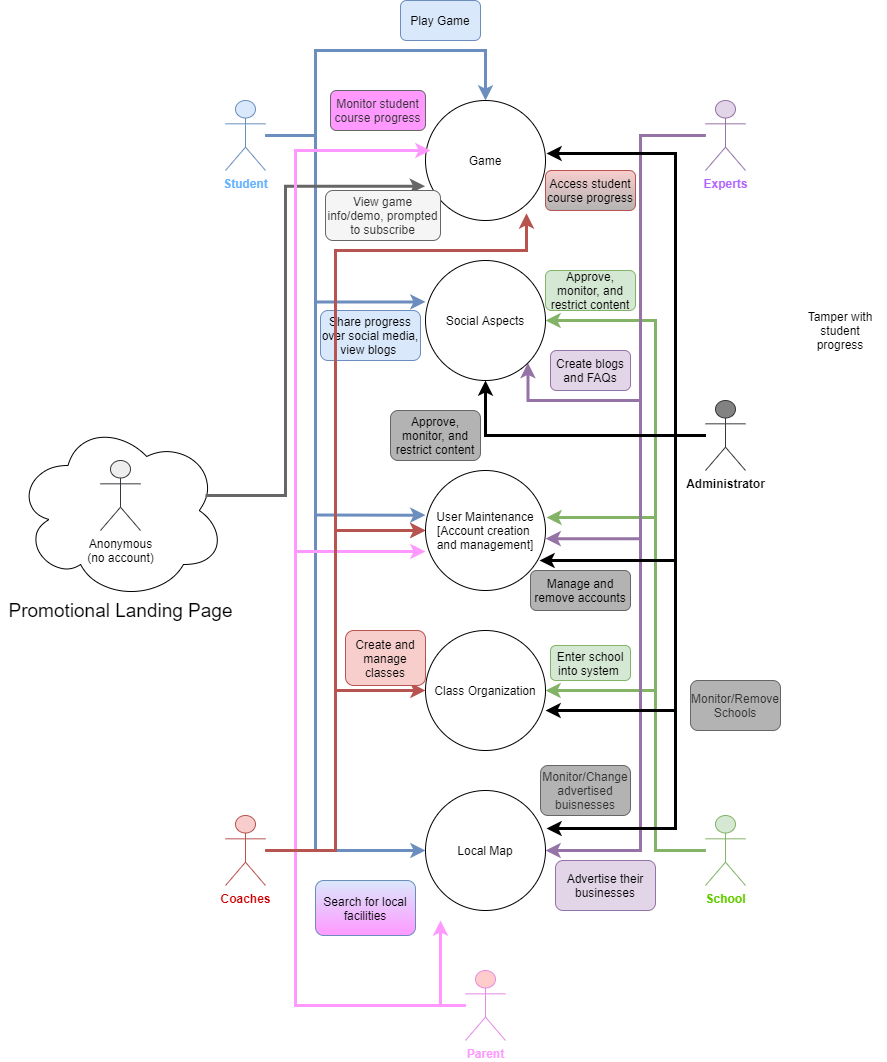 Play Game
Monitor student
course progress
Student
Game
Experts
Access student
course progress
View game
info/demo, prompted
to subscribe
Approve,
monitor, and
restrict content
Share progress
over social media,
view blogs
Social Aspects
Tamper with
student
progress
Create blogs
and FAQs
Approve,
monitor, and
restrict content
Administrator
Anonymous
(no account)
User Maintenance
[Account creation
and management]
Promotional Landing Page
Manage and
remove accounts
Create and
manage
classes
Enter school
into system
Class Organization
Monitor/Remove
Schools
Monitor/Change
advertised
buisnesses
Local Map
Coaches
Search for local
facilities
Advertise their
businesses
School
Parent